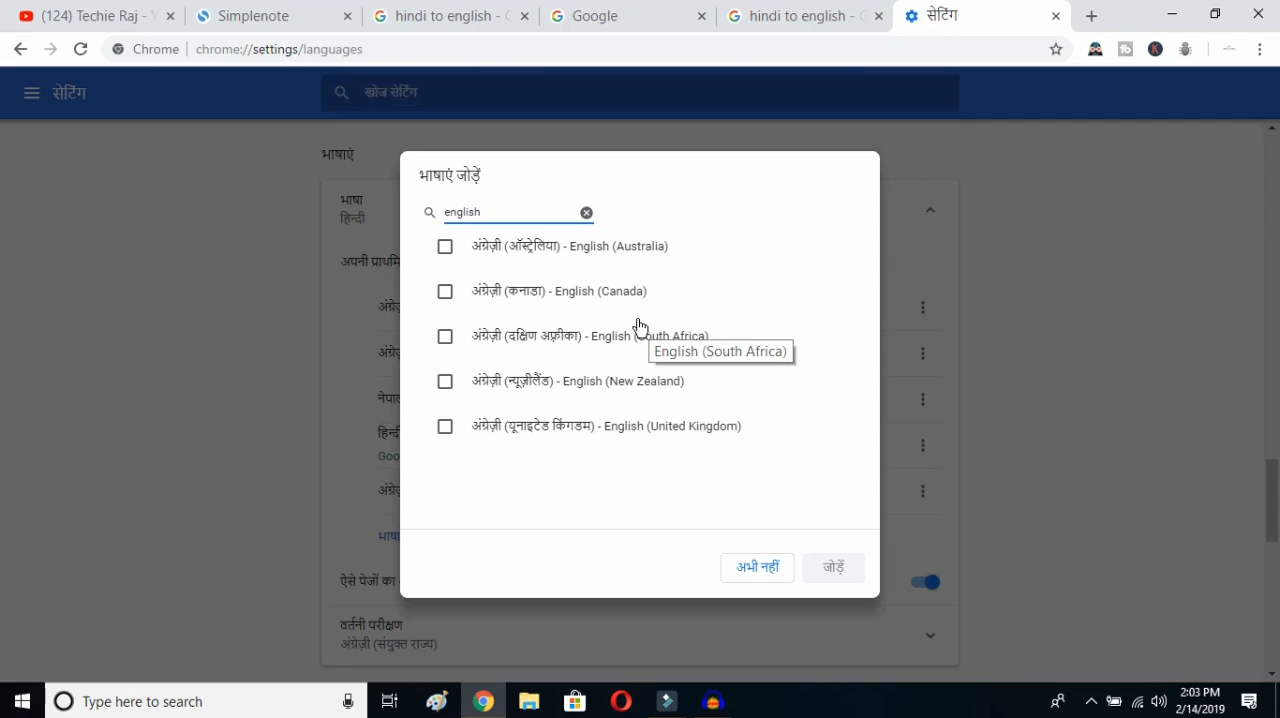 (124) Techie Raj - Y
Simplenote
hindi to english - G
Google
hindi to english - G
सेटिंग
Chrome
chrome://settings/languages
सेटिंग
खोज सेटिंग
भाषाएं
भाषा
हिन्दी
भाषाएं जोड़ें
english
अंग्रेज़ी (ऑस्ट्रेलिया) - English (Australia)
अंग्रेज़ी (कनाडा) - English (Canada)
अंग्रेज़ी (दक्षिण अफ़्रीका) - English (South Africa)
English (South Africa)
अंग्रेज़ी (न्यूज़ीलैंड) - English (New Zealand)
अंग्रेज़ी (यूनाइटेड किंगडम) - English (United Kingdom)
अपनी
हिन्दी
Goo
अभी नहीं
जोड़ें
ऐसे पेजों का
वर्तनी परीक्षण
अंग्रेज़ी (संयुक्त राज्य)
Type here to search
2:03 PM
2/14/2019